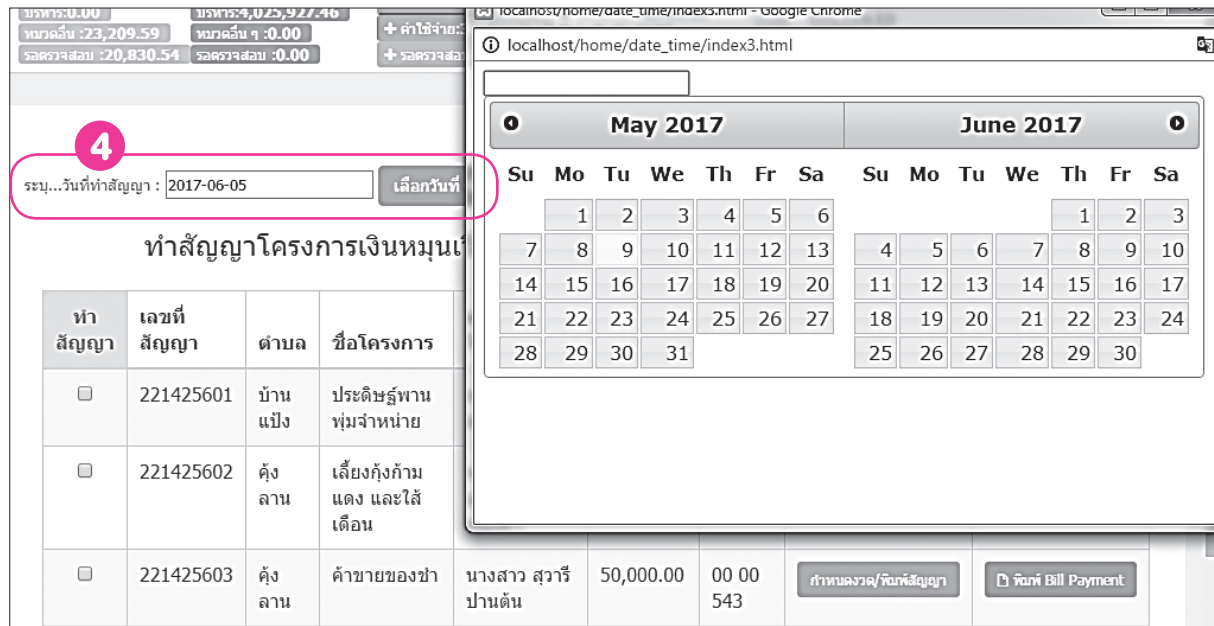 บริหาร:0.00 บริหาร:4,025,927.46
หมวดอื่น :23,209.59 หมวดอื่น ๆ :0.00 + ค่าใช้จ่าย:
รอตรวจสอบ :20,830.54 รอตรวจสอบ :0.00 + รอตรวจสอ
localhost/home/date_time/index3.html - Google Chrome
localhost/home/date_time/index3.html
4
ระบุ...วันที่ทำสัญญา : 2017-06-05 เลือกวันที่
May 2017 June 2017
Su Mo Tu We Th Fr Sa Su Mo Tu We Th Fr Sa
1 2 3 4 5 6 1 2 3
7 8 9 10 11 12 13 4 5 6 7 8 9 10
14 15 16 17 18 19 20 11 12 13 14 15 16 17
21 22 23 24 25 26 27 18 19 20 21 22 23 24
28 29 30 31 25 26 27 28 29 30
ทำสัญญาโครงการเงินหมุนเ
ทำ เลขที่
สัญญา สัญญา ตำบล ชื่อโครงการ
221425601 บ้าน ประดิษฐ์พาน
แป้ง พุ่มจำหน่าย
221425602 คุ้ง เลี้ยงกุ้งก้าม
ลาน แดง และใส้
เดือน
221425603 คุ้ง ค้าขายของชำ นางสาว สุวารี 50,000.00 00 00 กำหนดงวด/พิมพ์สัญญา พิมพ์ Bill Payment
ลาน ปานต้น 543